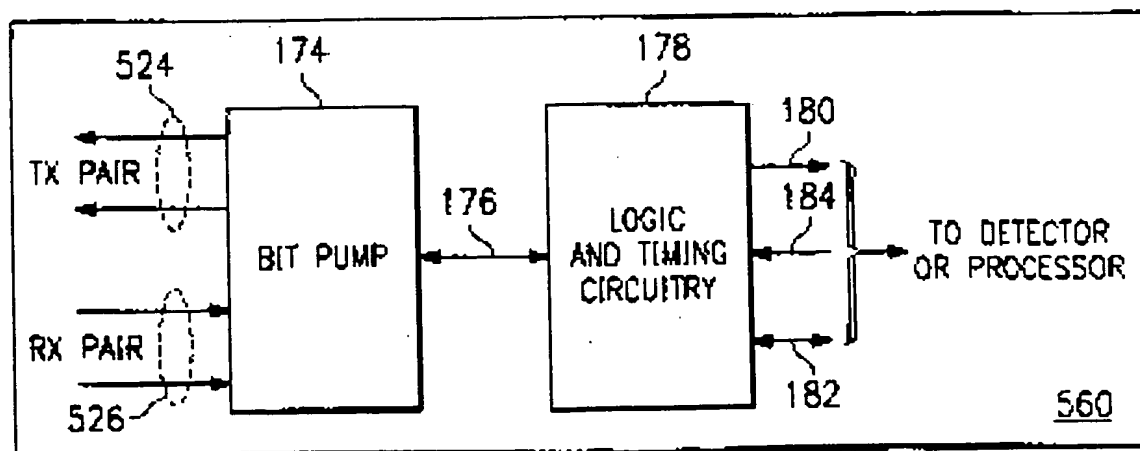 174
178
524
180
TX PAIR
176
184
BIT PUMP
LOGIC
AND TIMING
CIRCUITRY
TO DETECTOR
OR PROCESSOR
RX PAIR
526
182
560